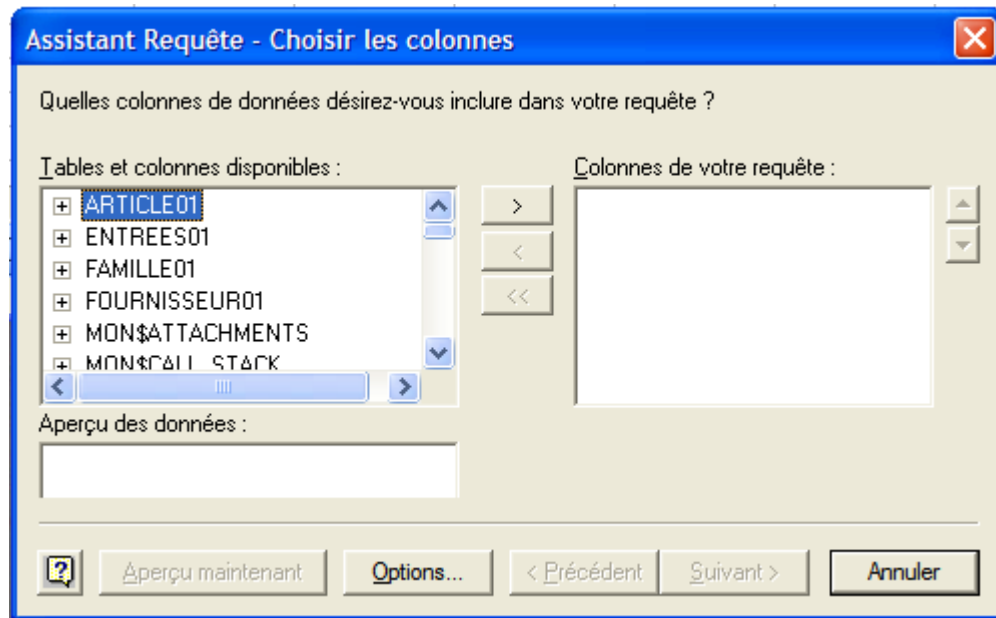 Assistant Requête - Choisir les colonnes
Quelles colonnes de données désirez-vous inclure dans votre requête ?
Tables et colonnes disponibles :
ARTICLE01
ENTREES01
FAMILLE01
FOURNISSEUR01
MON$ATTACHMENTS
MON$CALL_STACK
>
<
<<
Colonnes de votre requête :
Aperçu des données :
?
Aperçu maintenant
Options...
< Précédent
Suivant >
Annuler